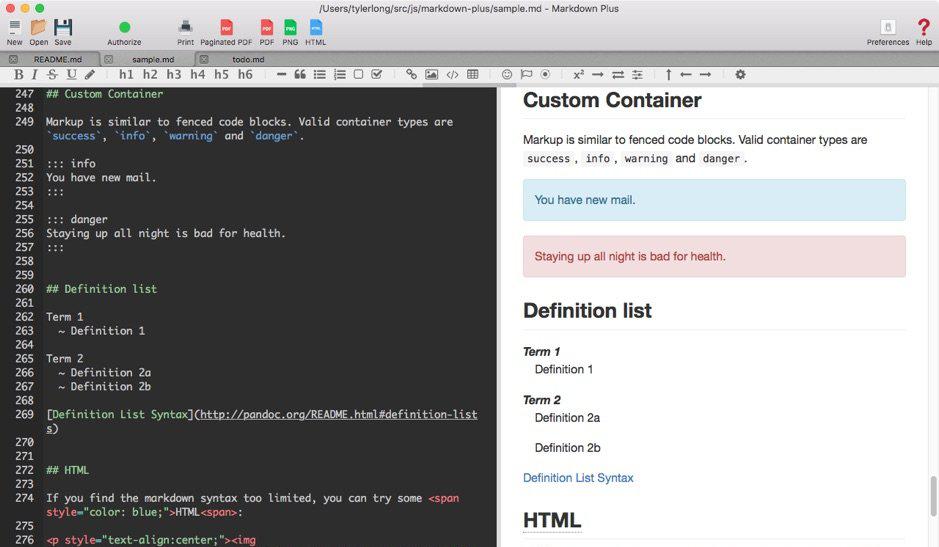 /Users/tylerlong/src/js/markdown-plus/sample.md - Markdown Plus
New Open Save Authorize Print Paginated PDF PDF PNG HTML Preferences Help
README.md sample.md todo.md
B I S U h1 h2 h3 h4 h5 h6 x²
247 ## Custom Container
248
249 Markup is similar to fenced code blocks. Valid container types are
`success`, `info`, `warning` and `danger`.
250
251 ::: info
252 You have new mail.
253 :::
254
255 ::: danger
256 Staying up all night is bad for health.
257 :::
258
259
260 ## Definition list
261
262 Term 1
263 ~ Definition 1
264
265 Term 2
266 ~ Definition 2a
267 ~ Definition 2b
268
269 [Definition List Syntax](http://pandoc.org/README.html#definition-list
s)
270
271
272 ## HTML
273
274 If you find the markdown syntax too limited, you can try some <span
style="color: blue;">HTML<span>:
275
276 <p style="text-align:center;"><img
Custom Container
Markup is similar to fenced code blocks. Valid container types are
success , info , warning and danger .
You have new mail.
Staying up all night is bad for health.
Definition list
Term 1
Definition 1
Term 2
Definition 2a
Definition 2b
Definition List Syntax
HTML